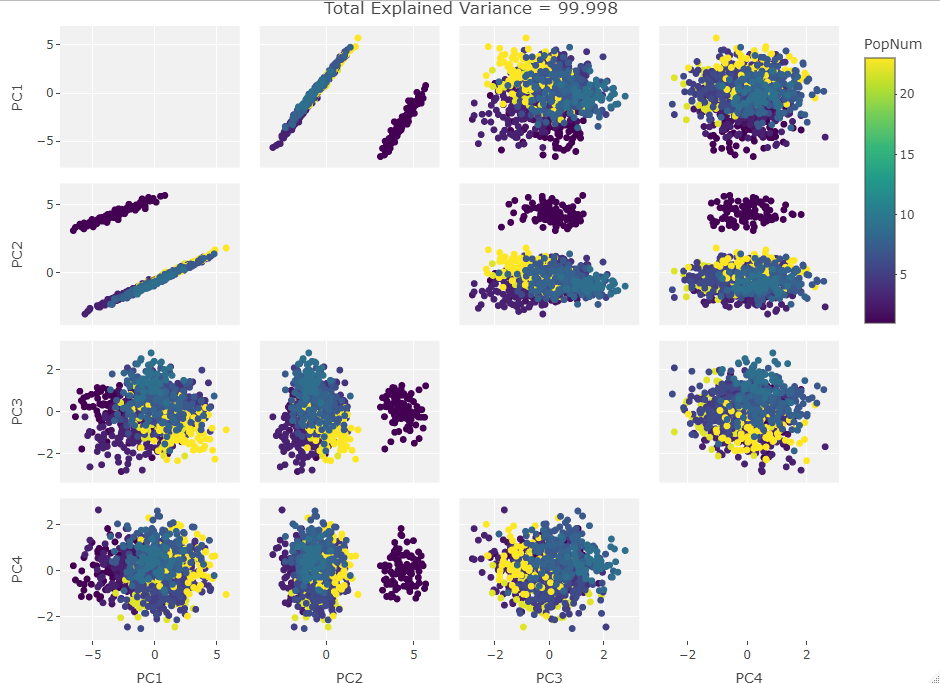 Total Explained Variance = 99.998
PopNum
PC1
5
0
−5
20
15
10
5
PC2
5
0
PC3
2
0
−2
PC4
2
0
−2
−5 0 5 0 5 −2 0 2 −2 0 2
PC1 PC2 PC3 PC4